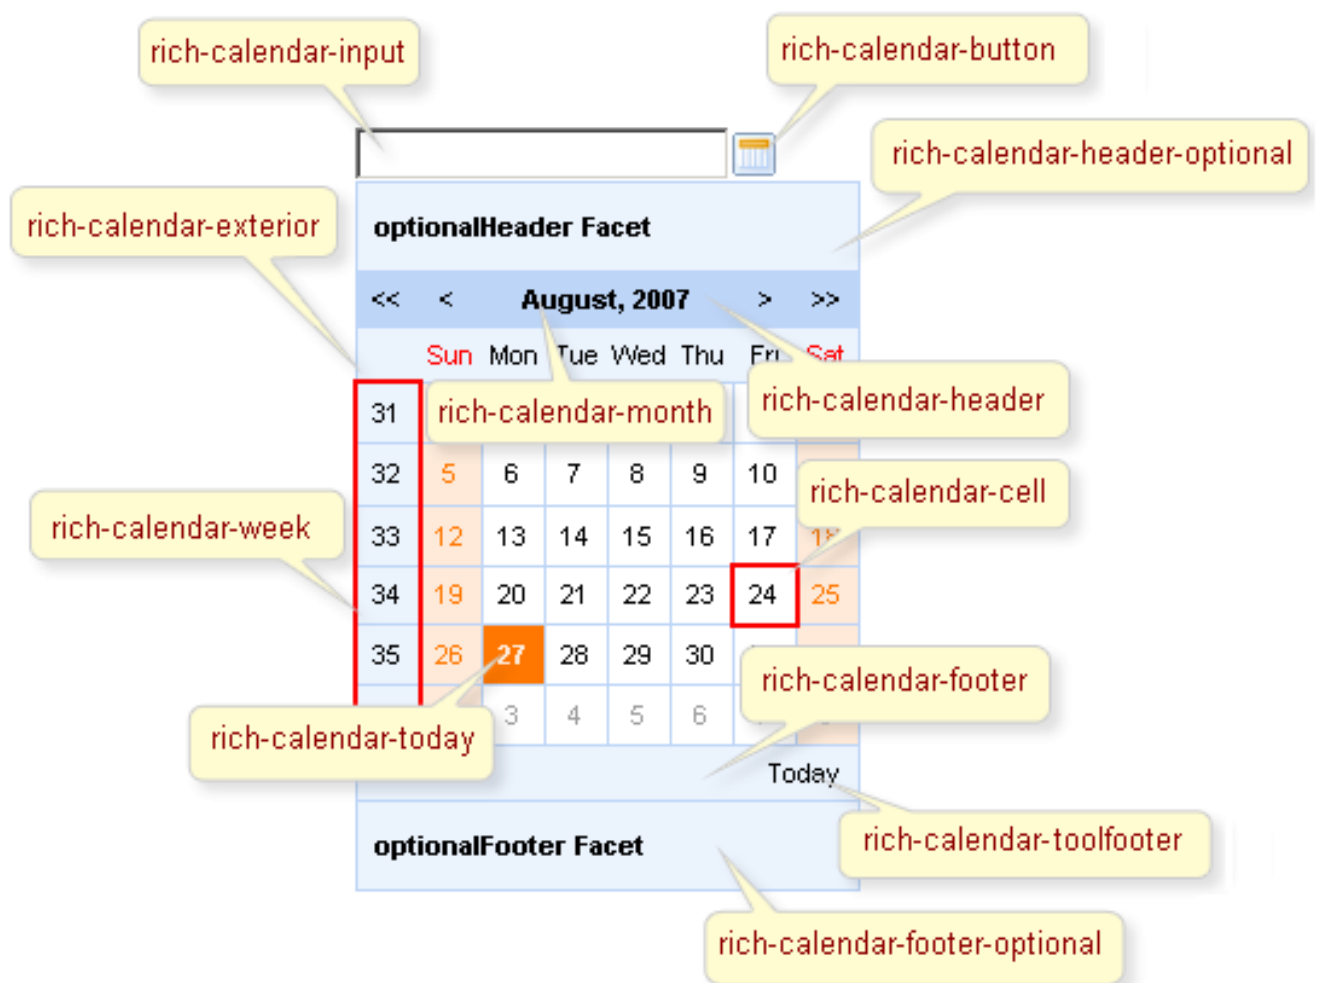 rich-calendar-input
rich-calendar-button
rich-calendar-header-optional
rich-calendar-exterior
optionalHeader Facet
<< < August, 2007 > >>
Sun Mon Tue Wed Thu Fri Sat
31
rich-calendar-month
rich-calendar-header
32 5 6 7 8 9 10
rich-calendar-cell
rich-calendar-week
33 12 13 14 15 16 17 18
34 19 20 21 22 23 24 25
35 26 27 28 29 30
rich-calendar-footer
3 4 5 6
rich-calendar-today
Today
rich-calendar-toolfooter
optionalFooter Facet
rich-calendar-footer-optional